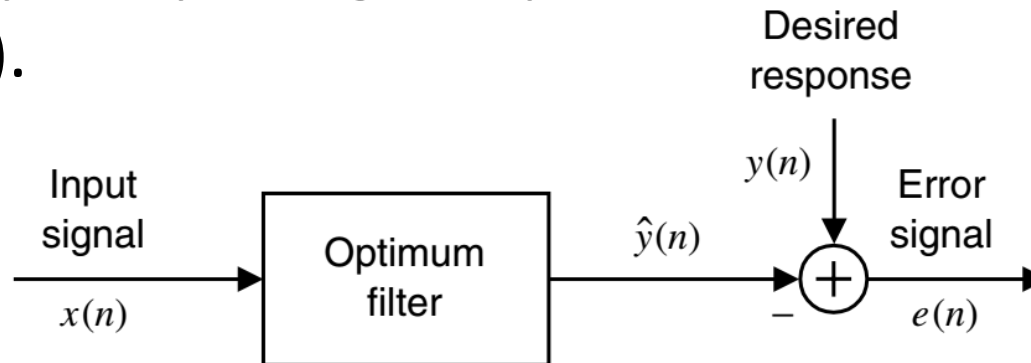 ).
Desired
response
Input
signal
x(n)
Optimum
filter
ŷ(n)
y(n)
+
−
Error
signal
e(n)